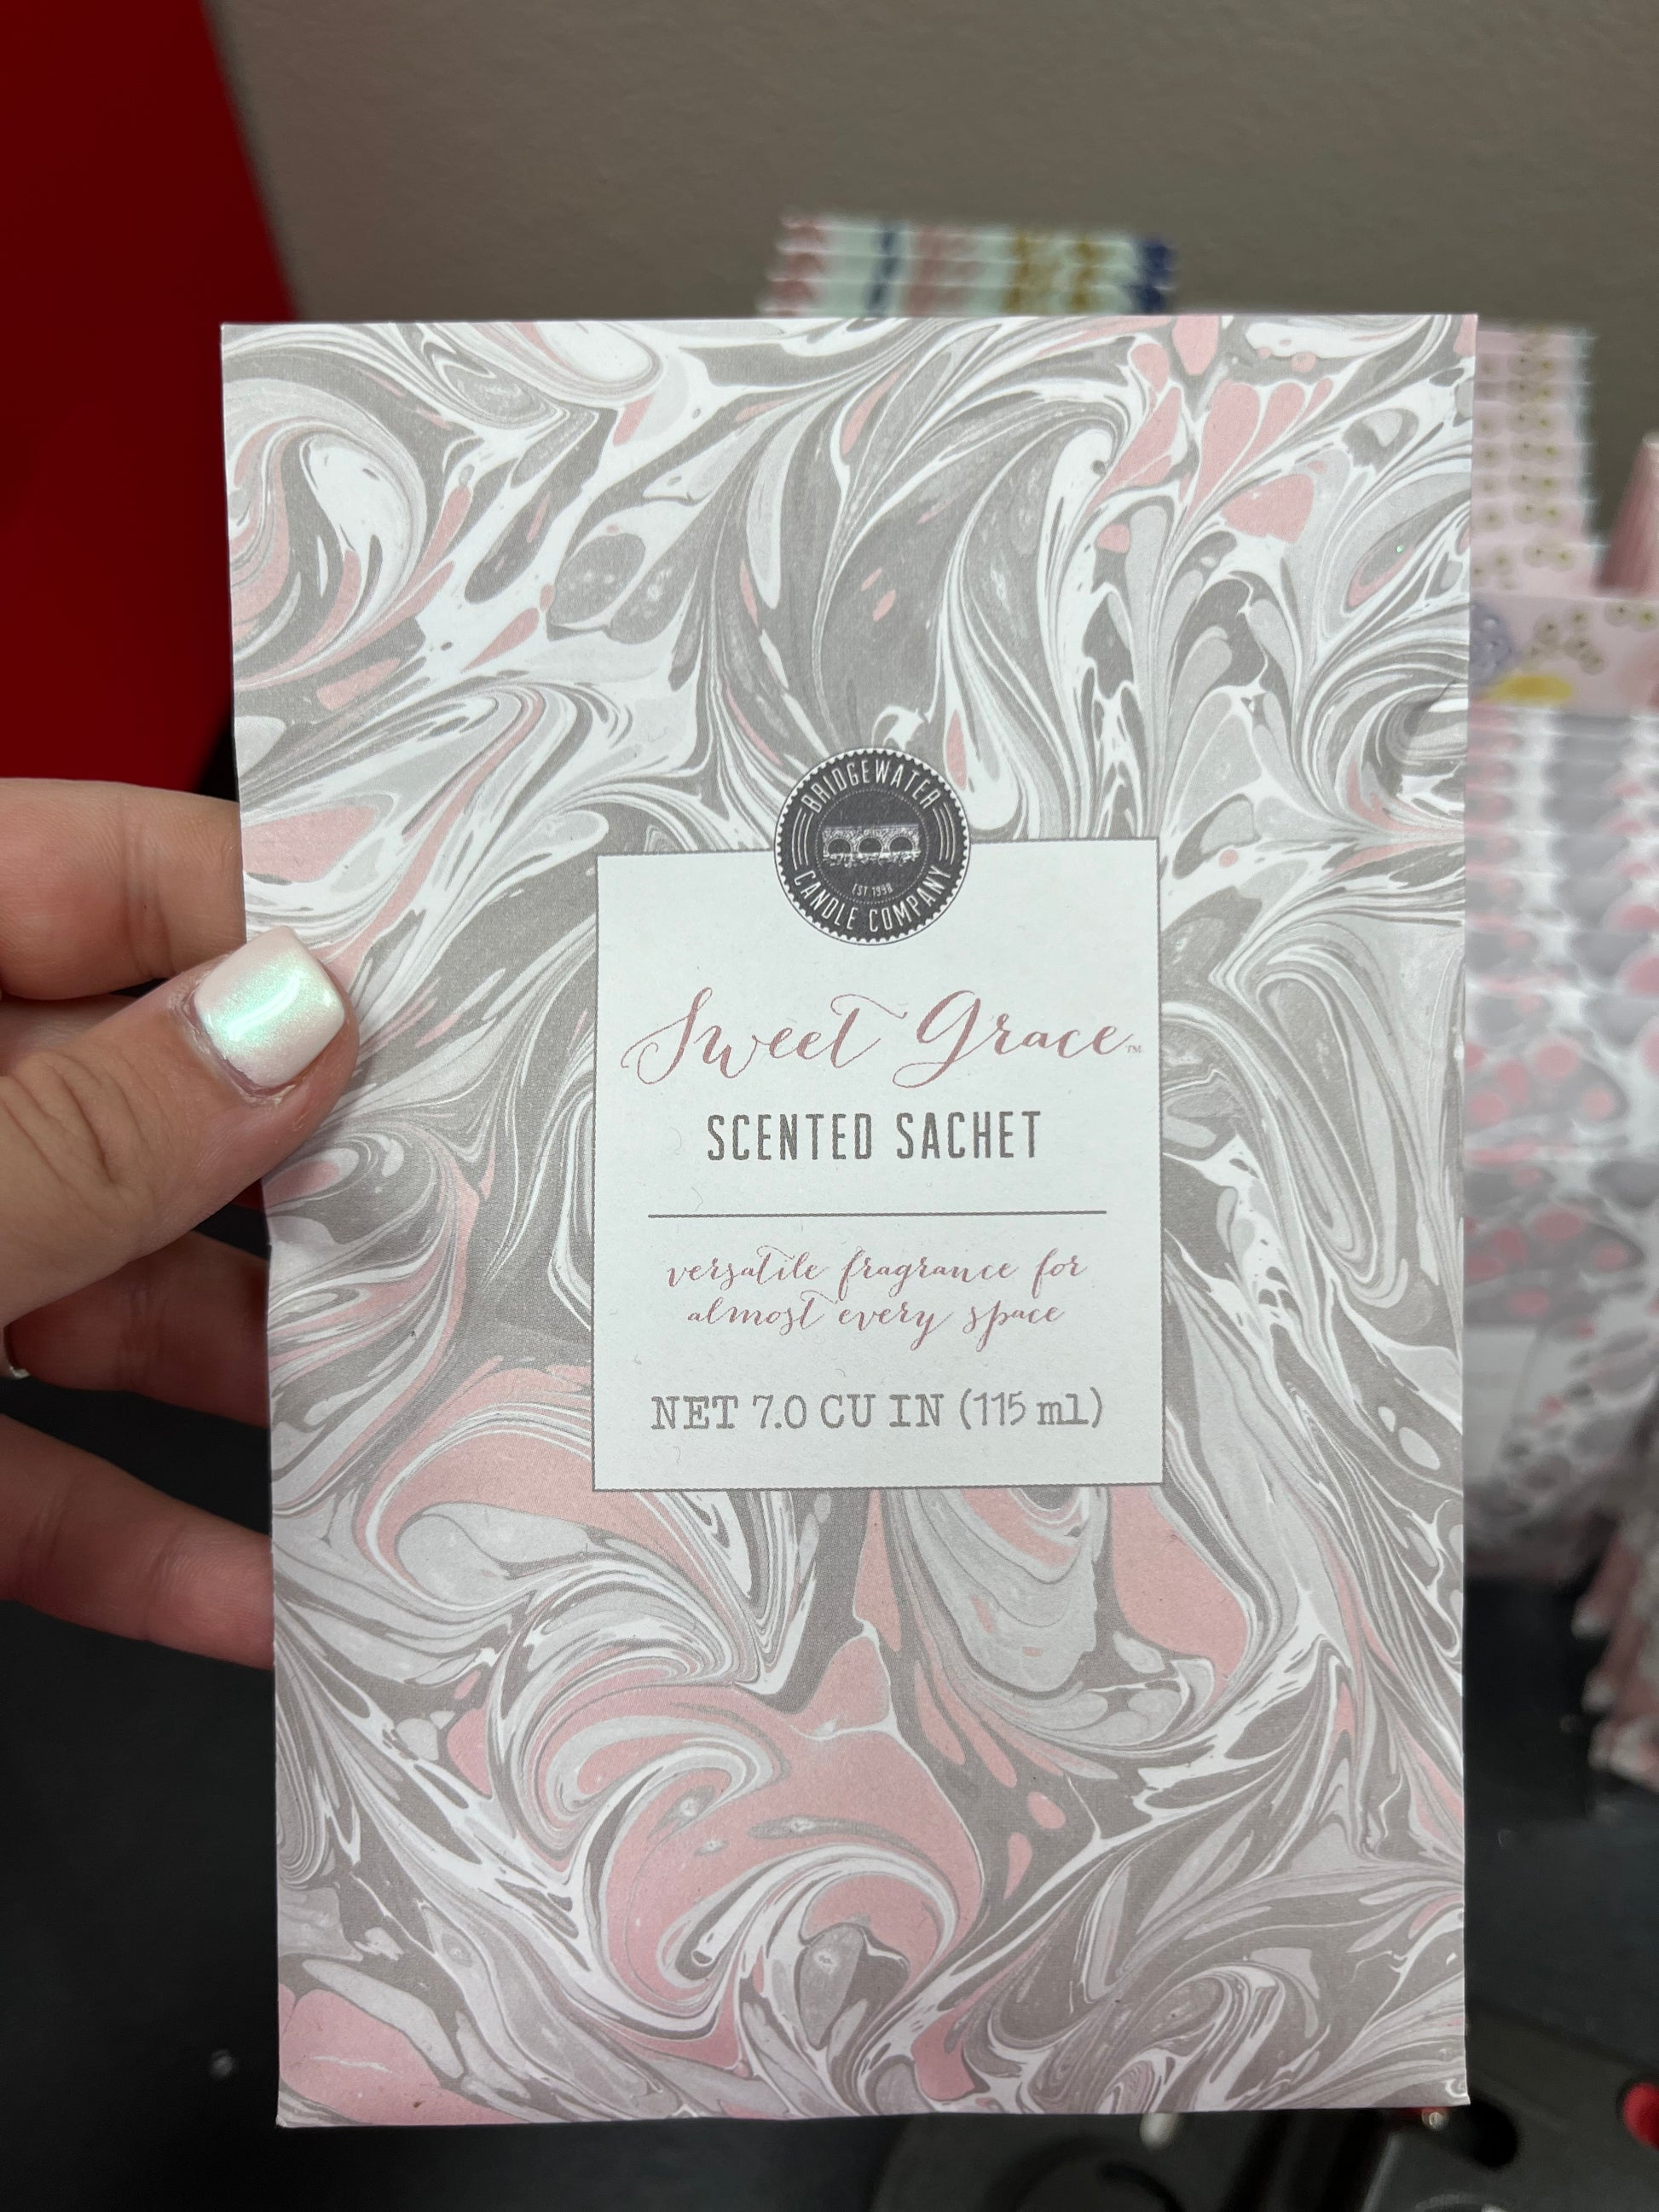 BRIDGEWATER
EST 1998
CANDLE COMPANY
Sweet Grace™
SCENTED SACHET
versatile fragrance for
almost every space
NET 7.0 CU IN (115 ml)